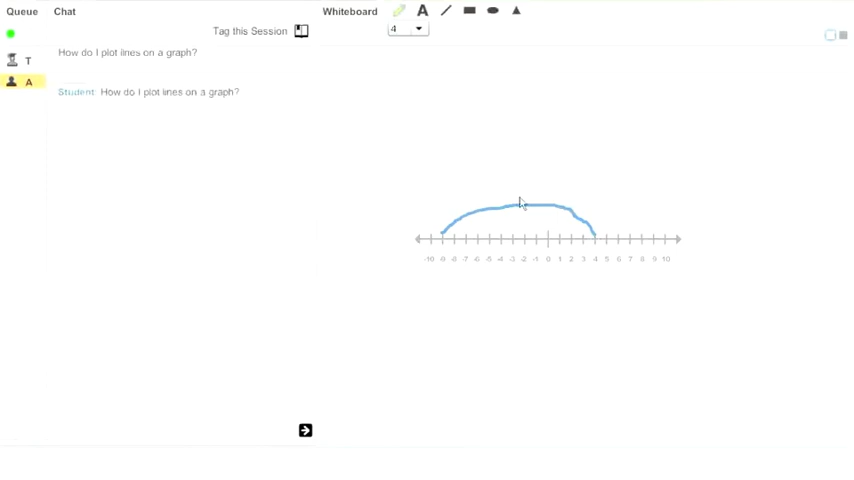 Queue Chat Whiteboard A
Tag this Session 4
How do I plot lines on a graph?
T
A
Student: How do I plot lines on a graph?
-10 -9 -8 -7 -6 -5 -4 -3 -2 -1 0 1 2 3 4 5 6 7 8 9 10